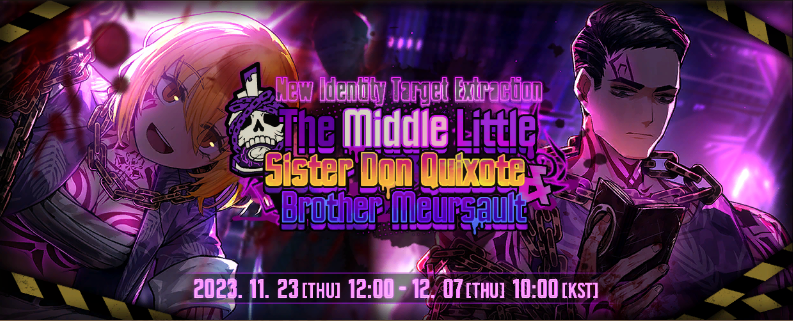 New Identity Target Extraction
The Middle Little
Sister Don Quixote &
Brother Meursault
2023. 11. 23[THU] 12:00 - 12. 07[THU] 10:00[KST]